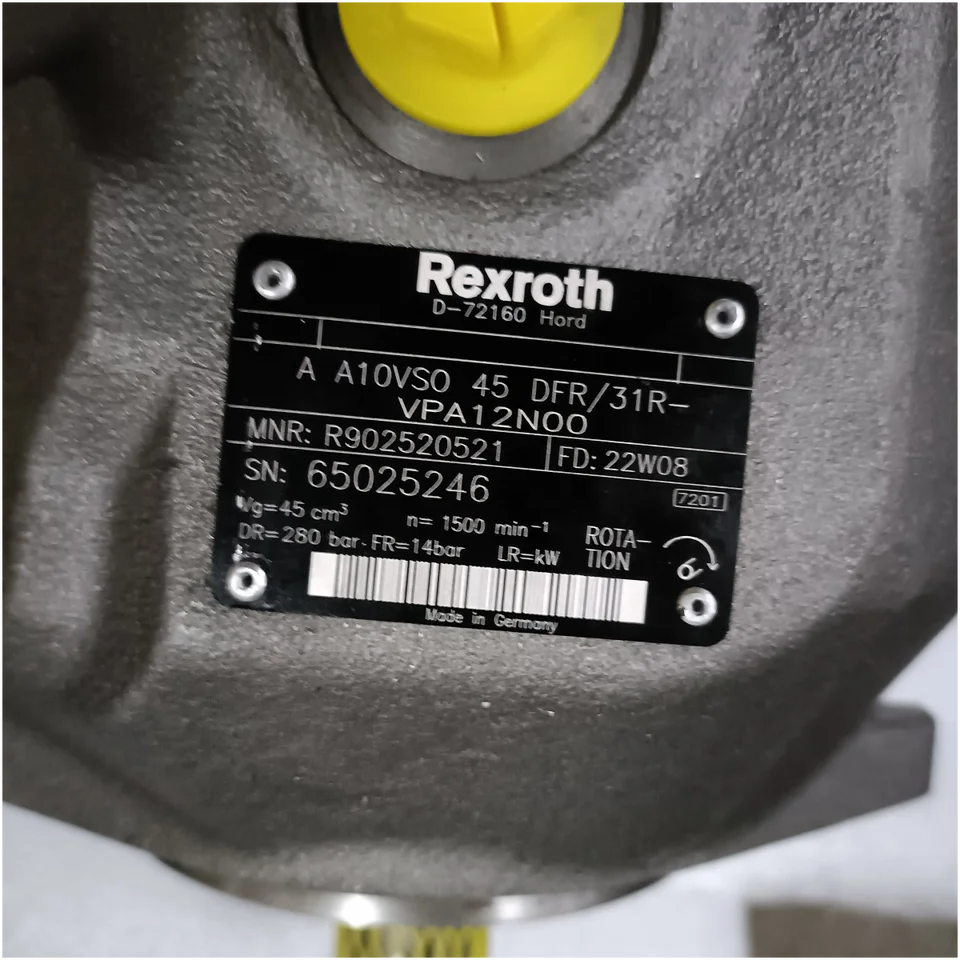 Rexroth
D-72160 Hord
A A10VSO 45 DFR/31R-
VPA12N00
MNR: R902520521 FD: 22W08
SN: 65025246
7201
Vg=45 cm³ n= 1500 min⁻¹ ROTA-
DR=280 bar- FR=14bar LR=kW TION
Made in Germany